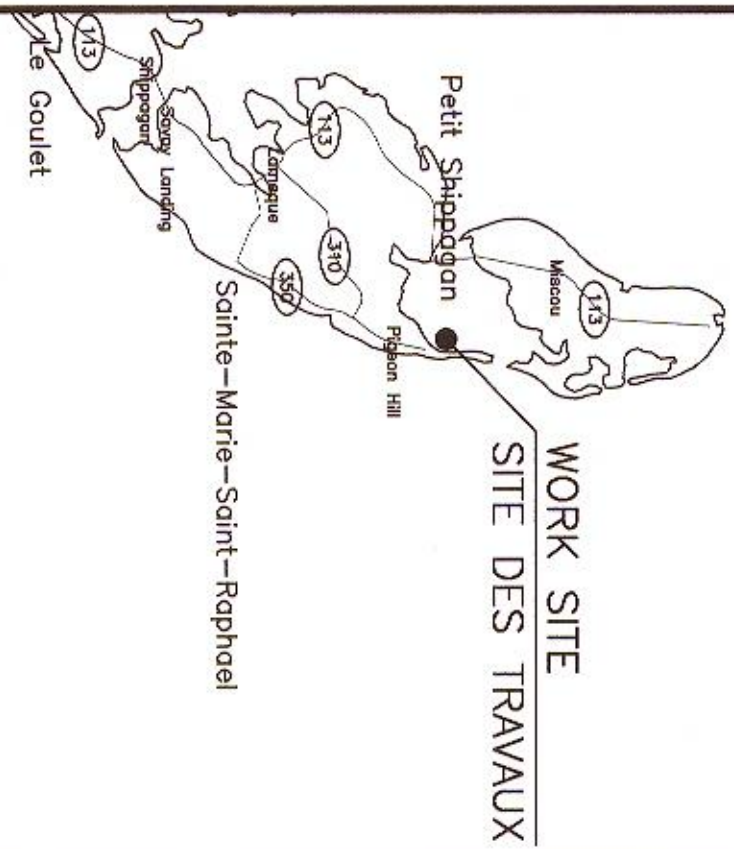 WORK SITE
SITE DES TRAVAUX
113
Miscou
Petit Shippagan
Pigeon Hill
113
310
Lameque
350
Sainte-Marie-Saint-Raphael
Savoy Landing
Shippagan
113
Le Goulet